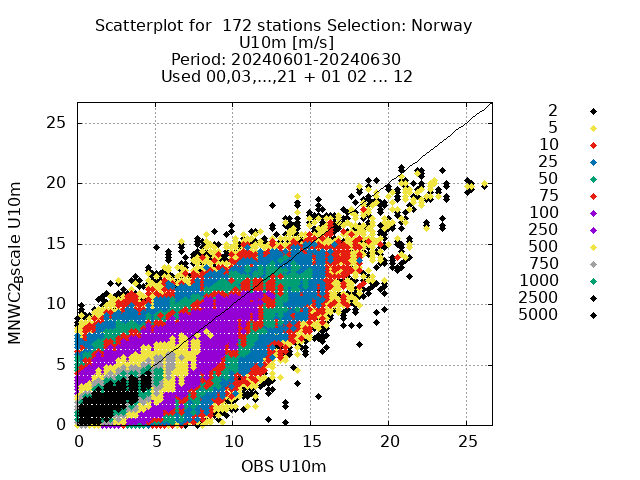 Scatterplot for  172 stations Selection: Norway
U10m [m/s]
Period: 20240601-20240630
Used 00,03,...,21 + 01 02 ... 12
25
20
15
10
5
0
0 5 10 15 20 25
OBS U10m
MNWC2.5scale U10m
2
5
10
25
50
75
100
250
500
750
1000
2500
5000